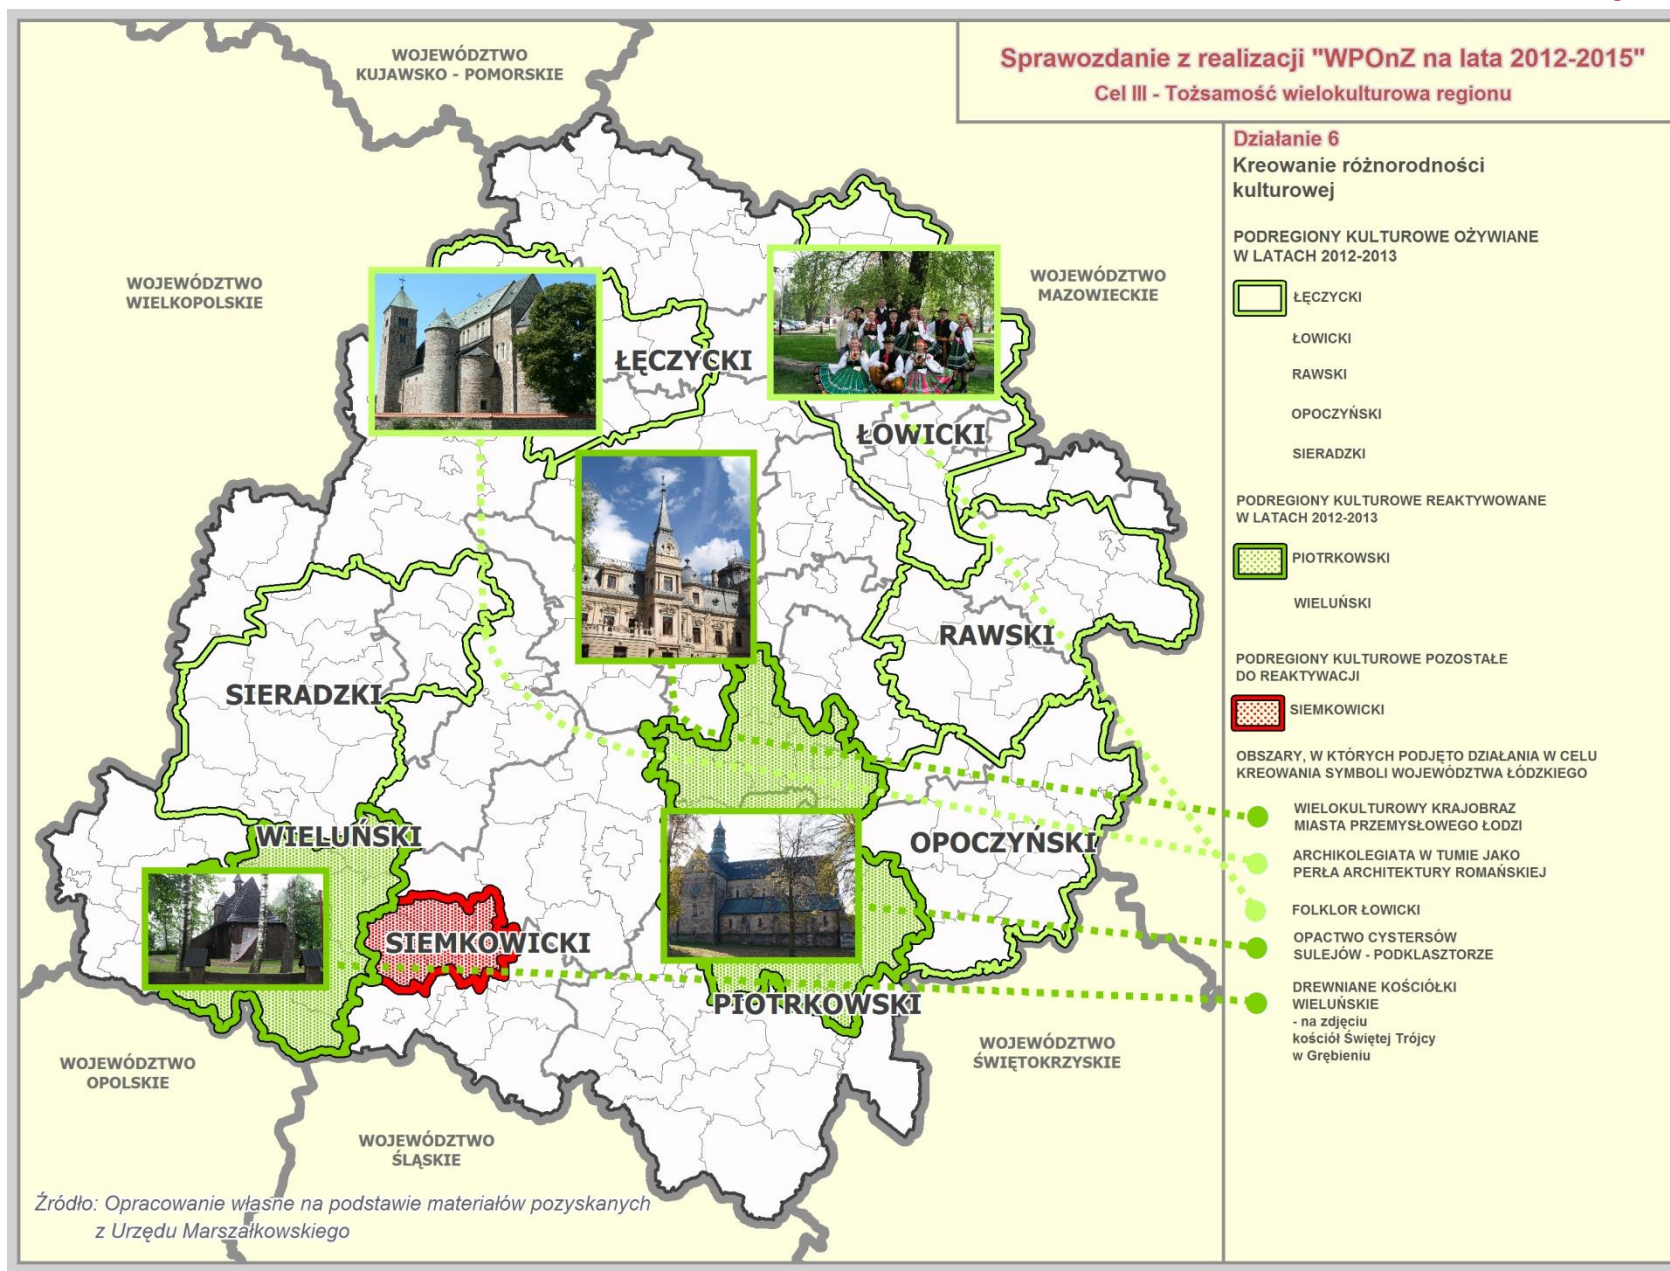 Sprawozdanie z realizacji "WPOnZ na lata 2012-2015"
Cel III - Tożsamość wielokulturowa regionu
WOJEWÓDZTWO
KUJAWSKO - POMORSKIE
WOJEWÓDZTWO
WIELKOPOLSKIE
WOJEWÓDZTWO
MAZOWIECKIE
ŁĘCZYCKI
ŁOWICKI
RAWSKI
SIERADZKI
WIELUŃSKI
OPOCZYŃSKI
SIEMKOWICKI
PIOTRKOWSKI
WOJEWÓDZTWO
OPOLSKIE
WOJEWÓDZTWO
ŚWIĘTOKRZYSKIE
WOJEWÓDZTWO
ŚLĄSKIE
Źródło: Opracowanie własne na podstawie materiałów pozyskanych
z Urzędu Marszałkowskiego
Działanie 6
Kreowanie różnorodności
kulturowej
PODREGIONY KULTUROWE OŻYWIANE
W LATACH 2012-2013
ŁĘCZYCKI
ŁOWICKI
RAWSKI
OPOCZYŃSKI
SIERADZKI
PODREGIONY KULTUROWE REAKTYWOWANE
W LATACH 2012-2013
PIOTRKOWSKI
WIELUŃSKI
PODREGIONY KULTUROWE POZOSTAŁE
DO REAKTYWACJI
SIEMKOWICKI
OBSZARY, W KTÓRYCH PODJĘTO DZIAŁANIA W CELU
KREOWANIA SYMBOLI WOJEWÓDZTWA ŁÓDZKIEGO
WIELOKULTUROWY KRAJOBRAZ
MIASTA PRZEMYSŁOWEGO ŁODZI
ARCHIKOLEGIATA W TUMIE JAKO
PERŁA ARCHITEKTURY ROMAŃSKIEJ
FOLKLOR ŁOWICKI
OPACTWO CYSTERSÓW
SULEJÓW - PODKLASZTORZE
DREWNIANE KOŚCIÓŁKI
WIELUŃSKIE
- na zdjęciu
kościół Świętej Trójcy
w Grębieniu